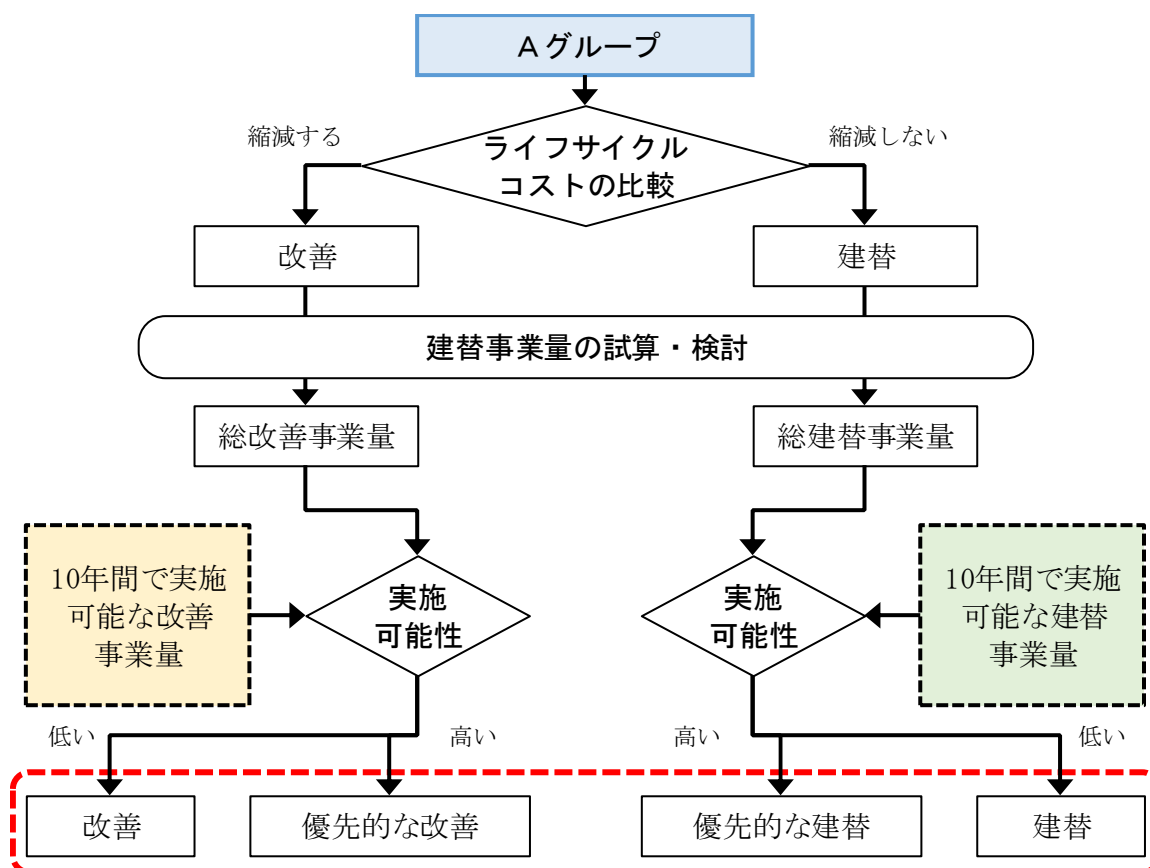 Aグループ
縮減する
縮減しない
ライフサイクル
コストの比較
改善
建替
建替事業量の試算・検討
総改善事業量
総建替事業量
10年間で実施
可能な改善
事業量
実施
可能性
実施
可能性
10年間で実施
可能な建替
事業量
低い
高い
高い
低い
改善
優先的な改善
優先的な建替
建替